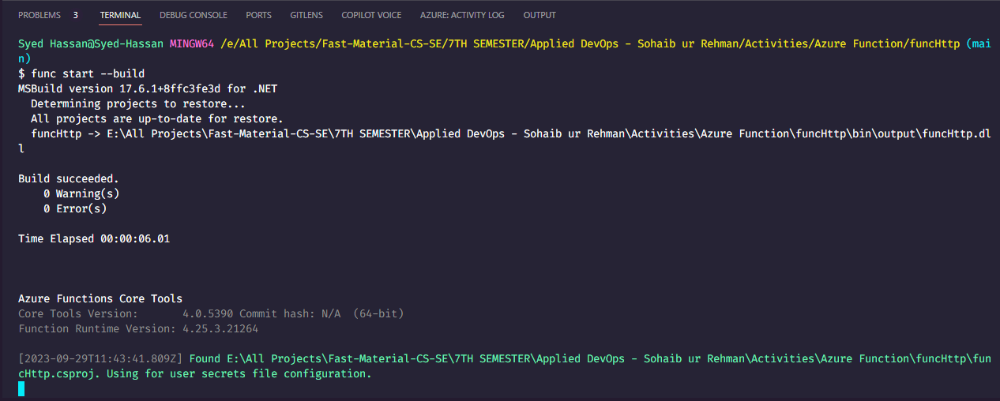 PROBLEMS 3 TERMINAL DEBUG CONSOLE PORTS GITLENS COPILOT VOICE AZURE: ACTIVITY LOG OUTPUT
Syed Hassan@Syed-Hassan MINGW64 /e/All Projects/Fast-Material-CS-SE/7TH SEMESTER/Applied DevOps - Sohaib ur Rehman/Activities/Azure Function/funcHttp (mai
n)
$ func start --build
MSBuild version 17.6.1+8ffc3fe3d for .NET
  Determining projects to restore...
  All projects are up-to-date for restore.
  funcHttp -> E:\All Projects\Fast-Material-CS-SE\7TH SEMESTER\Applied DevOps - Sohaib ur Rehman\Activities\Azure Function\funcHttp\bin\output\funcHttp.dl
l
Build succeeded.
    0 Warning(s)
    0 Error(s)
Time Elapsed 00:00:06.01
Azure Functions Core Tools
Core Tools Version:       4.0.5390 Commit hash: N/A  (64-bit)
Function Runtime Version: 4.25.3.21264
[2023-09-29T11:43:41.809Z] Found E:\All Projects\Fast-Material-CS-SE\7TH SEMESTER\Applied DevOps - Sohaib ur Rehman\Activities\Azure Function\funcHttp\fun
cHttp.csproj. Using for user secrets file configuration.